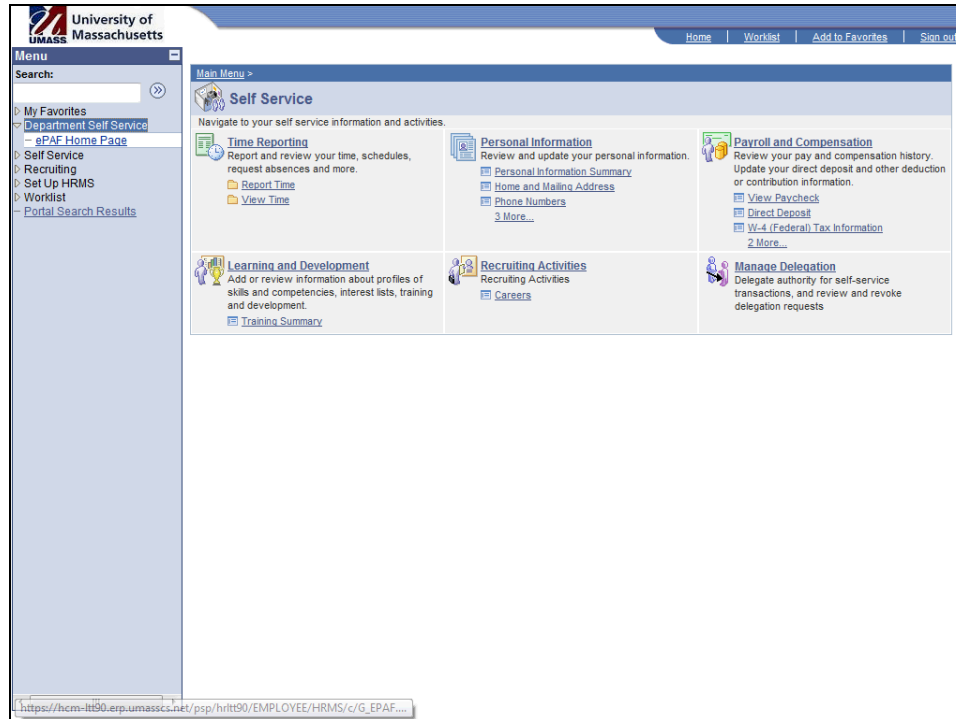 University of
Massachusetts
UMASS
Home | Worklist | Add to Favorites | Sign out
Menu
Search:
My Favorites
Department Self Service
– ePAF Home Page
Self Service
Recruiting
Set Up HRMS
Worklist
– Portal Search Results
Main Menu >
Self Service
Navigate to your self service information and activities.
Time Reporting
Report and review your time, schedules,
request absences and more.
Report Time
View Time
Personal Information
Review and update your personal information.
Personal Information Summary
Home and Mailing Address
Phone Numbers
3 More...
Payroll and Compensation
Review your pay and compensation history.
Update your direct deposit and other deduction
or contribution information.
View Paycheck
Direct Deposit
W-4 (Federal) Tax Information
2 More...
Learning and Development
Add or review information about profiles of
skills and competencies, interest lists, training
and development.
Training Summary
Recruiting Activities
Recruiting Activities
Careers
Manage Delegation
Delegate authority for self-service
transactions, and review and revoke
delegation requests
https://hcm-ltt90.erp.umasscs.net/psp/hrltt90/EMPLOYEE/HRMS/c/G_EPAF....